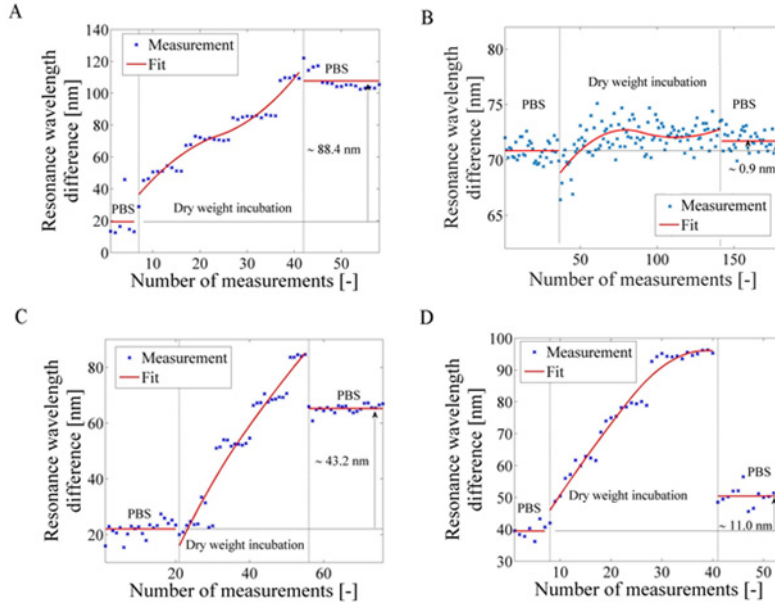 A
Resonance wavelength
difference [nm]
140
120
100
80
60
40
20
0
Measurement
Fit
PBS
PBS
~ 88.4 nm
Dry weight incubation
10
20
30
40
50
Number of measurements [-]
B
Resonance wavelength
difference [nm]
80
75
70
65
Dry weight incubation
PBS
PBS
~ 0.9 nm
Measurement
Fit
50
100
150
Number of measurements [-]
C
Resonance wavelength
difference [nm]
80
60
40
20
Measurement
Fit
PBS
PBS
~ 43.2 nm
Dry weight incubation
20
40
60
Number of measurements [-]
D
Resonance wavelength
difference [nm]
100
90
80
70
60
50
40
30
Measurement
Fit
PBS
PBS
Dry weight incubation
~ 11.0 nm
10
20
30
40
50
Number of measurements [-]